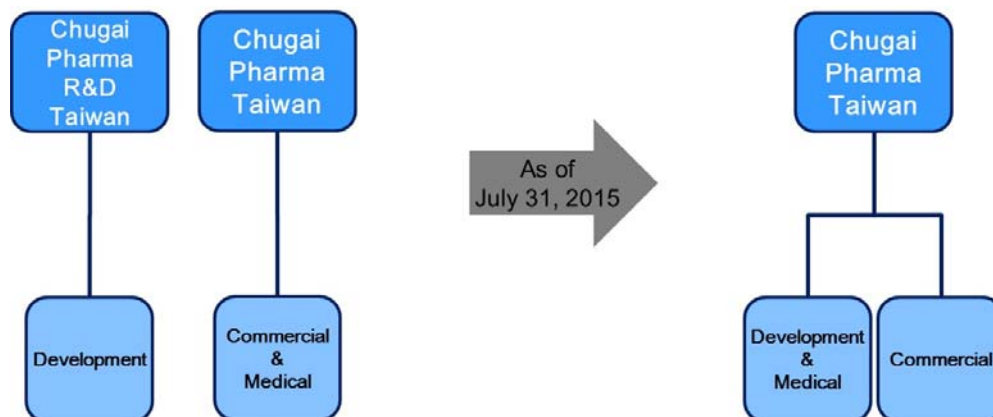 Chugai
Pharma
R&D
Taiwan
Chugai
Pharma
Taiwan
Development
Commercial
&
Medical
As of
July 31, 2015
Chugai
Pharma
Taiwan
Development
&
Medical
Commercial